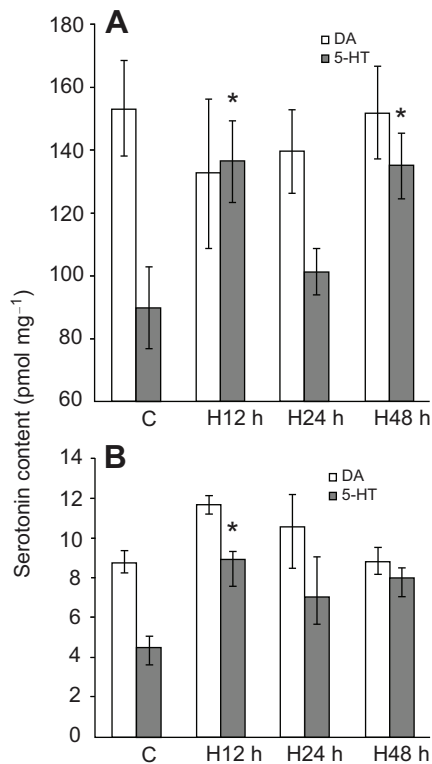 A
DA
5-HT
180
160
140
120
100
80
60
*
*
C
H12 h
H24 h
H48 h
Serotonin content (pmol mg−1)
B
DA
5-HT
14
12
10
8
6
4
2
0
*
C
H12 h
H24 h
H48 h